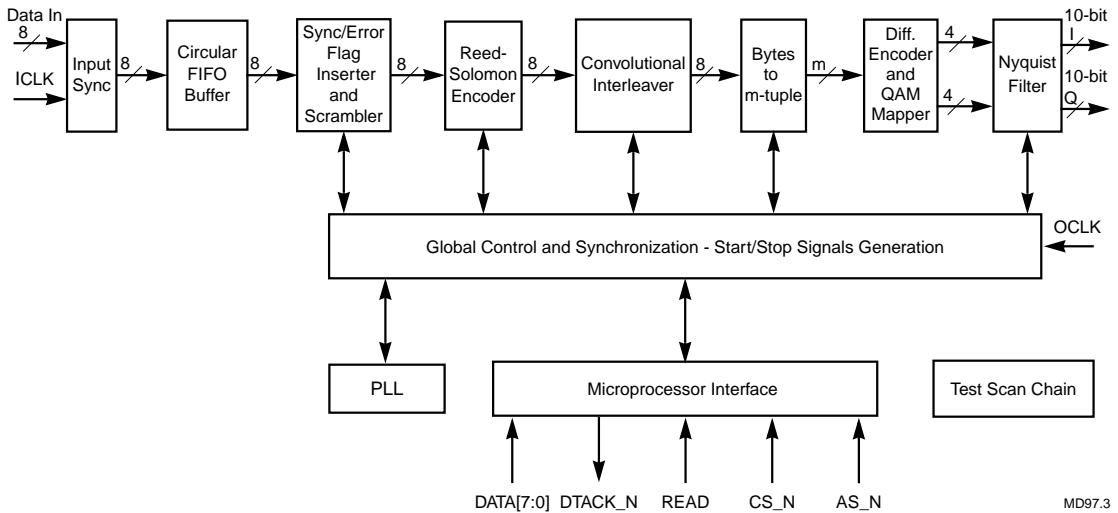 Data In
8
ICLK
Input
Sync
8
Circular
FIFO
Buffer
8
Sync/Error
Flag
Inserter
and
Scrambler
8
Reed-
Solomon
Encoder
8
Convolutional
Interleaver
8
Bytes
to
m-tuple
m
Diff.
Encoder
and
QAM
Mapper
4
4
Nyquist
Filter
10-bit
I
10-bit
Q
Global Control and Synchronization - Start/Stop Signals Generation
OCLK
PLL
Microprocessor Interface
Test Scan Chain
DATA[7:0]
DTACK_N
READ
CS_N
AS_N
MD97.3